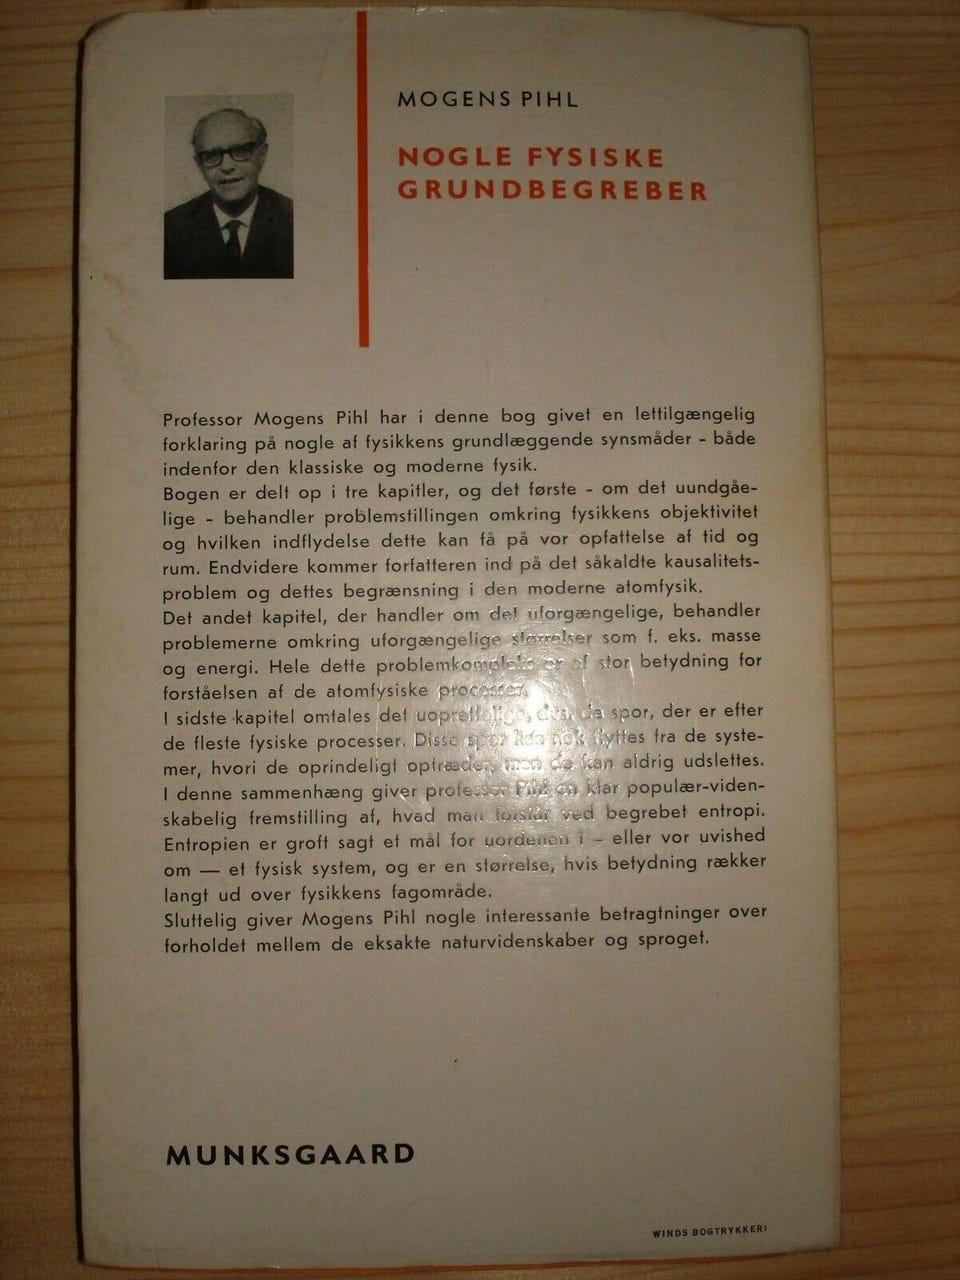 MOGENS PIHL
NOGLE FYSISKE
GRUNDBEGREBER
Professor Mogens Pihl har i denne bog givet en lettilgængelig
forklaring på nogle af fysikkens grundlæggende synsmåder - både
indenfor den klassiske og moderne fysik.
Bogen er delt op i tre kapitler, og det første - om det uundgåe-
lige - behandler problemstillingen omkring fysikkens objektivitet
og hvilken indflydelse dette kan få på vor opfattelse af tid og
rum. Endvidere kommer forfatteren ind på det såkaldte kausalitets-
problem og dettes begrænsning i den moderne atomfysik.
Det andet kapitel, der handler om det uforgængelige, behandler
problemerne omkring uforgængelige størrelser som f. eks. masse
og energi. Hele dette problemkompleks er af stor betydning for
forståelsen af de atomfysiske processer.
I sidste kapitel omtales det uoprettelige, dvs. de spor, der er efter
de fleste fysiske processer. Disse spor kan nok flyttes fra de syste-
mer, hvori de oprindeligt optræder, men de kan aldrig udslettes.
I denne sammenhæng giver professor Pihl en klar populær-viden-
skabelig fremstilling af, hvad man forstår ved begrebet entropi.
Entropien er groft sagt et mål for uordenen i – eller vor uvished
om — et fysisk system, og er en størrelse, hvis betydning rækker
langt ud over fysikkens fagområde.
Sluttelig giver Mogens Pihl nogle interessante betragtninger over
forholdet mellem de eksakte naturvidenskaber og sproget.
MUNKSGAARD
WINDS BOGTRYKKERI